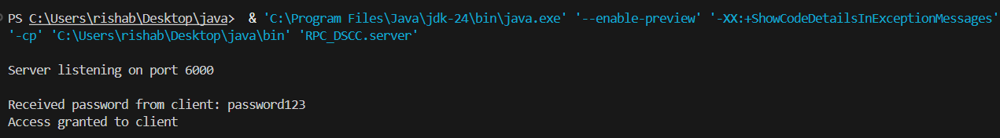 PS C:\Users\rishab\Desktop\java>  & 'C:\Program Files\Java\jdk-24\bin\java.exe' '--enable-preview' '-XX:+ShowCodeDetailsInExceptionMessages'
'-cp' 'C:\Users\rishab\Desktop\java\bin' 'RPC_DSCC.server'
Server listening on port 6000
Received password from client: password123
Access granted to client